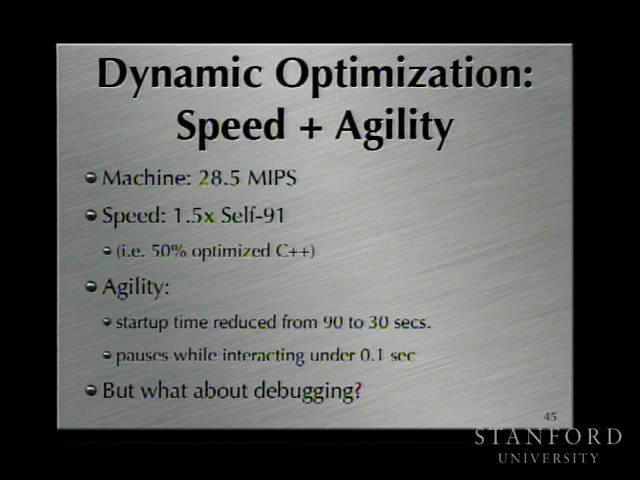 Dynamic Optimization:
Speed + Agility
Machine: 28.5 MIPS
Speed: 1.5x Self-91
(i.e. 50% optimized C++)
Agility:
startup time reduced from 90 to 30 secs.
pauses while interacting under 0.1 sec
But what about debugging?
45
STANFORD
UNIVERSITY